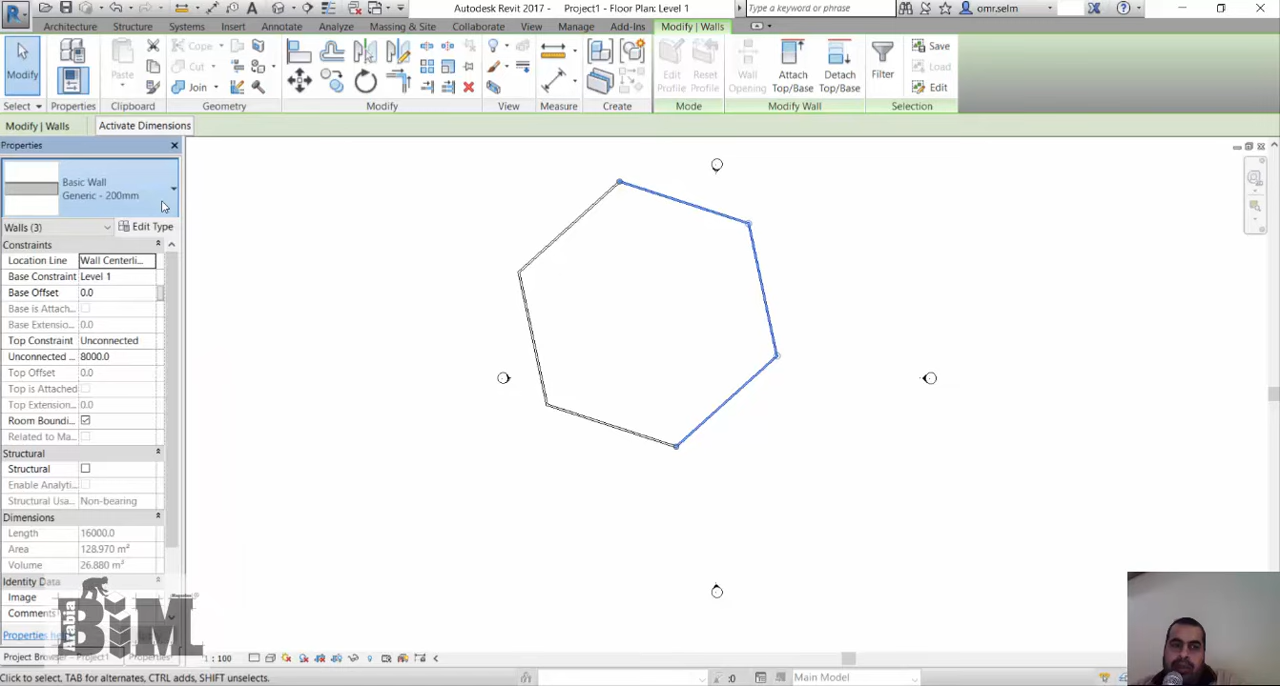 Autodesk Revit 2017 - Project1 - Floor Plan: Level 1
Type a keyword or phrase
omr.selm
Architecture Structure Systems Insert Annotate Analyze Massing & Site Collaborate View Manage Add-Ins Modify | Walls
Modify
Paste
Cope
Cut
Join
Edit Profile
Reset Profile
Wall Opening
Attach Top/Base
Detach Top/Base
Filter
Save
Load
Edit
Select Properties Clipboard Geometry Modify View Measure Create Mode Modify Wall Selection
Modify | Walls Activate Dimensions
Properties
Basic Wall
Generic - 200mm
Walls (3) Edit Type
Constraints
Location Line Wall Centerli...
Base Constraint Level 1
Base Offset 0.0
Base is Attach...
Base Extensio... 0.0
Top Constraint Unconnected
Unconnected ... 8000.0
Top Offset 0.0
Top is Attached
Top Extension... 0.0
Room Boundi...
Related to Ma...
Structural
Structural
Enable Analyti...
Structural Usa... Non-bearing
Dimensions
Length 16000.0
Area 128.970 m²
Volume 26.880 m³
Identity Data
Image
Comments
Arabia BiM
Properties
Project Browser - Project1 Properties
1 : 100
Click to select, TAB for alternates, CTRL adds, SHIFT unselects.
:0 Main Model